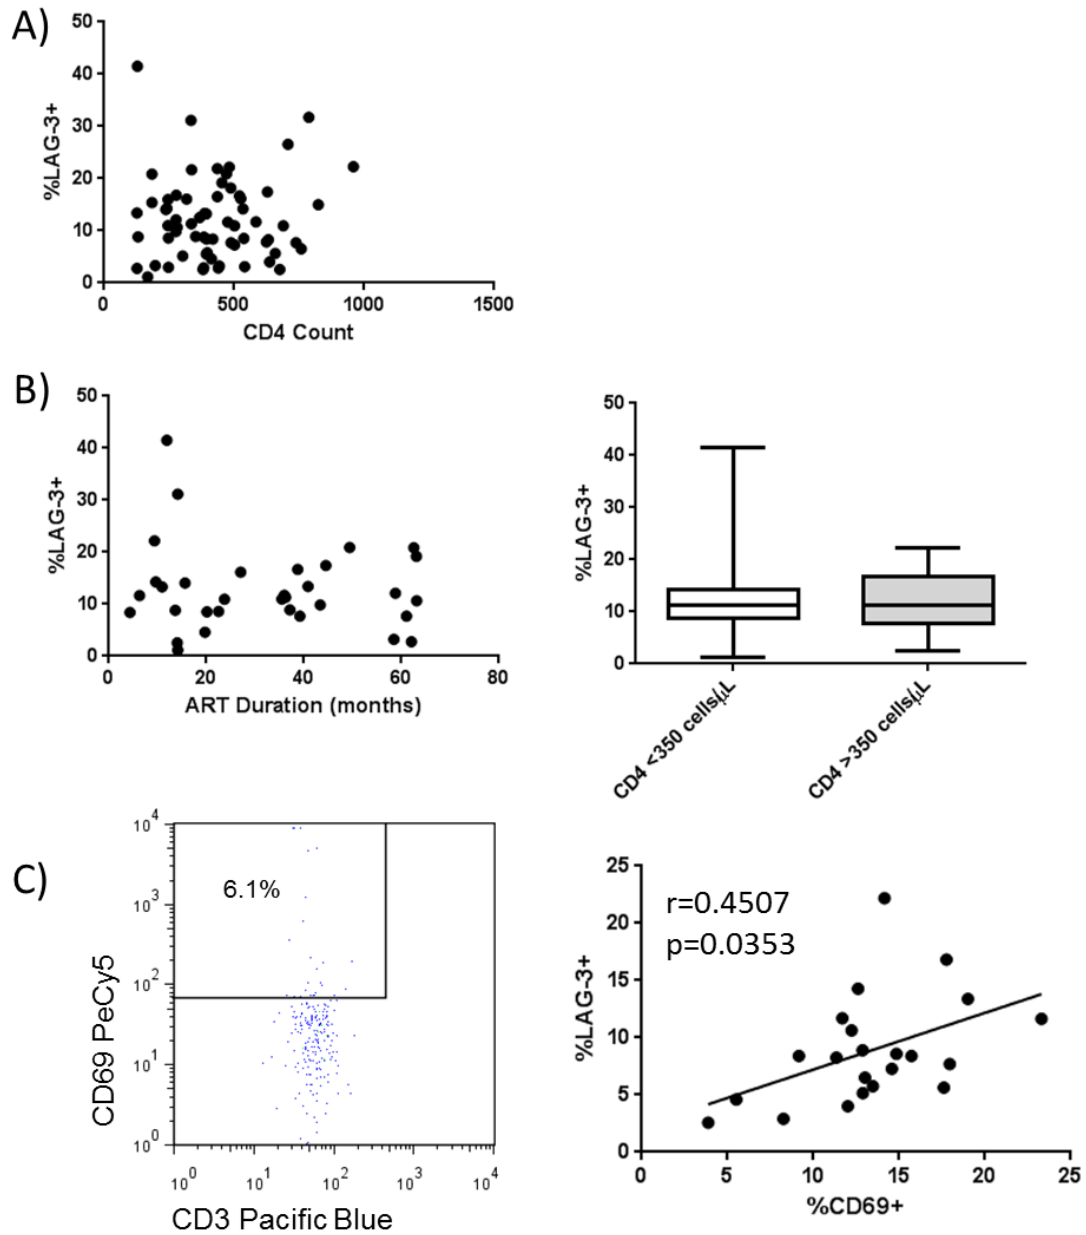 A)
50
40
30
20
10
0
%LAG-3+
0 500 1000 1500
CD4 Count
B)
50
40
30
20
10
0
%LAG-3+
0 20 40 60 80
ART Duration (months)
50
40
30
20
10
0
%LAG-3+
CD4 <350 cells/μL
CD4 >350 cells/μL
C)
10^4
10^3
10^2
10^1
10^0
CD69 PeCy5
6.1%
10^0 10^1 10^2 10^3 10^4
CD3 Pacific Blue
25
20
15
10
5
0
%LAG-3+
r=0.4507
p=0.0353
0 5 10 15 20 25
%CD69+